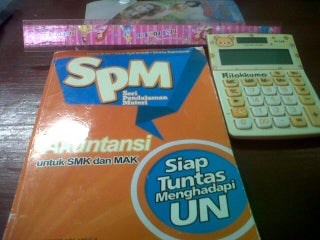 SPM
Seri
Pendalaman
Materi
Akuntansi
untuk SMK dan MAK
Siap
Tuntas
Menghadapi
UN
Rilakkuma